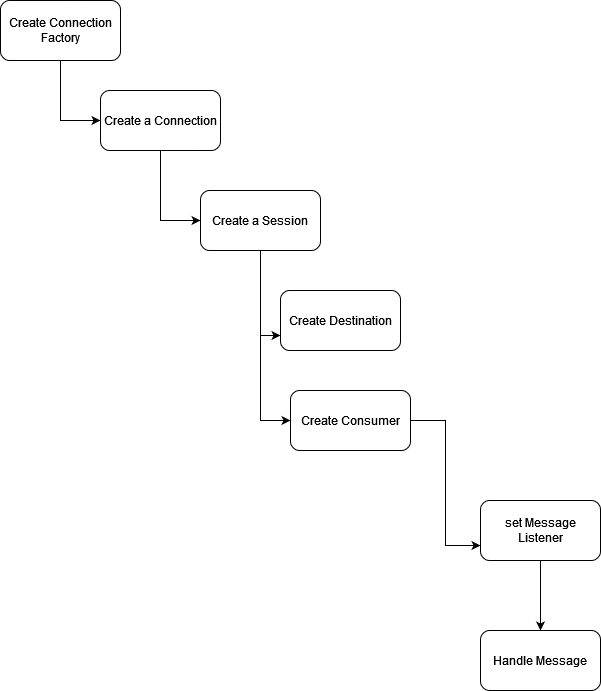 Create Connection
Factory
Create a Connection
Create a Session
Create Destination
Create Consumer
set Message
Listener
Handle Message